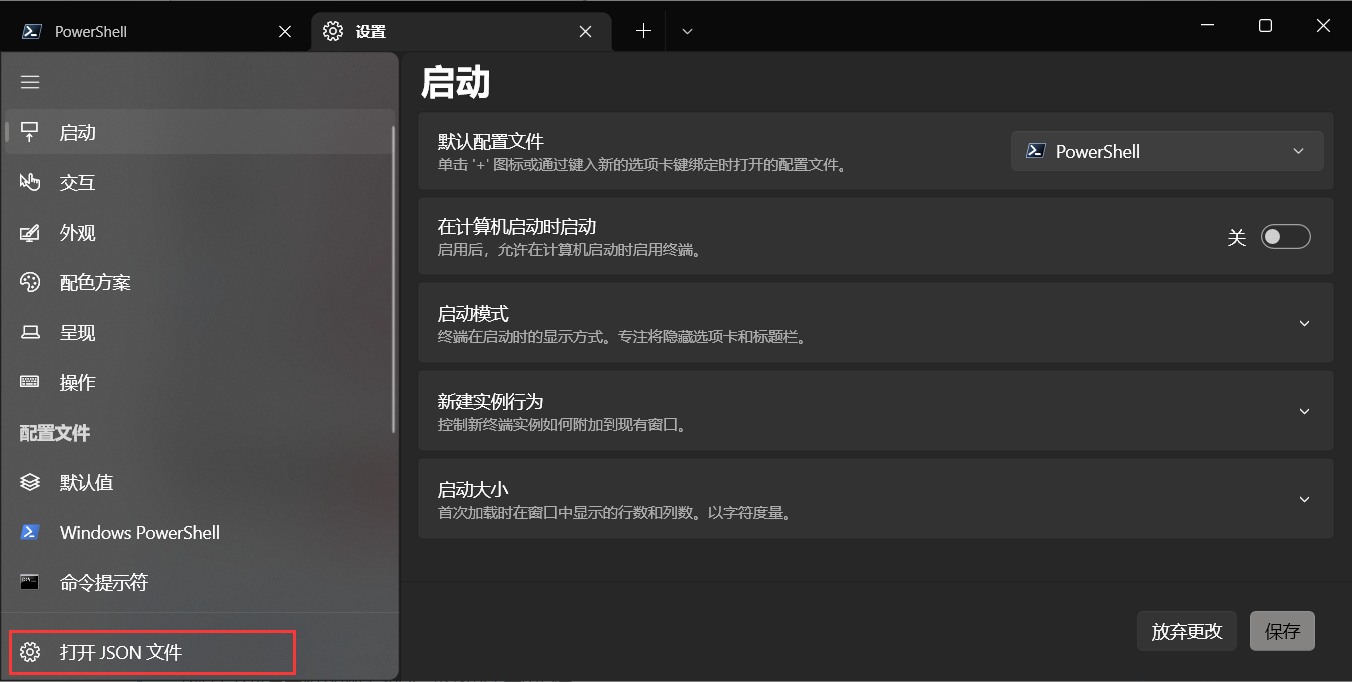 PowerShell
设置
启动
交互
外观
配色方案
呈现
操作
配置文件
默认值
Windows PowerShell
命令提示符
打开 JSON 文件
启动
默认配置文件
单击 '+' 图标或通过键入新的选项卡键绑定时打开的配置文件。
PowerShell
在计算机启动时启动
启用后，允许在计算机启动时启用终端。
关
启动模式
终端在启动时的显示方式。专注将隐藏选项卡和标题栏。
新建实例行为
控制新终端实例如何附加到现有窗口。
启动大小
首次加载时在窗口中显示的行数和列数。以字符度量。
放弃更改
保存